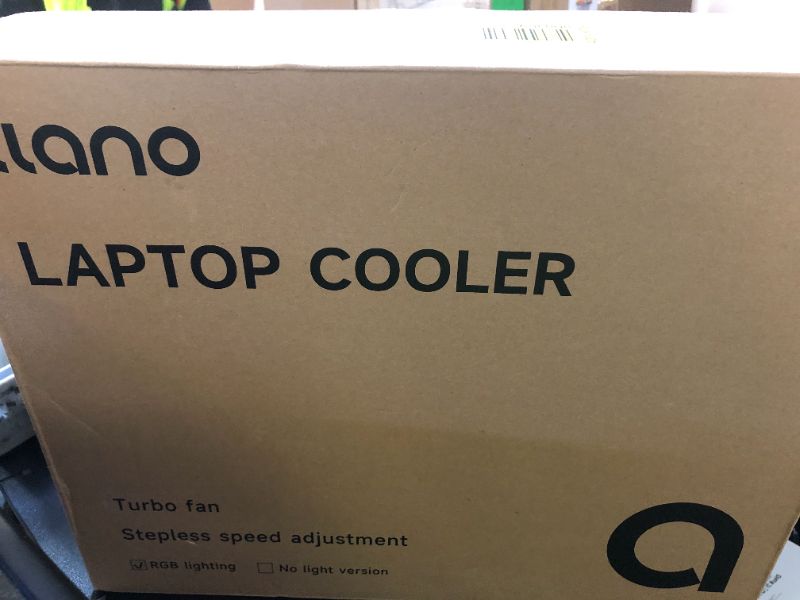 llano
LAPTOP COOLER
Turbo fan
Stepless speed adjustment
☑ RGB lighting ☐ No light version